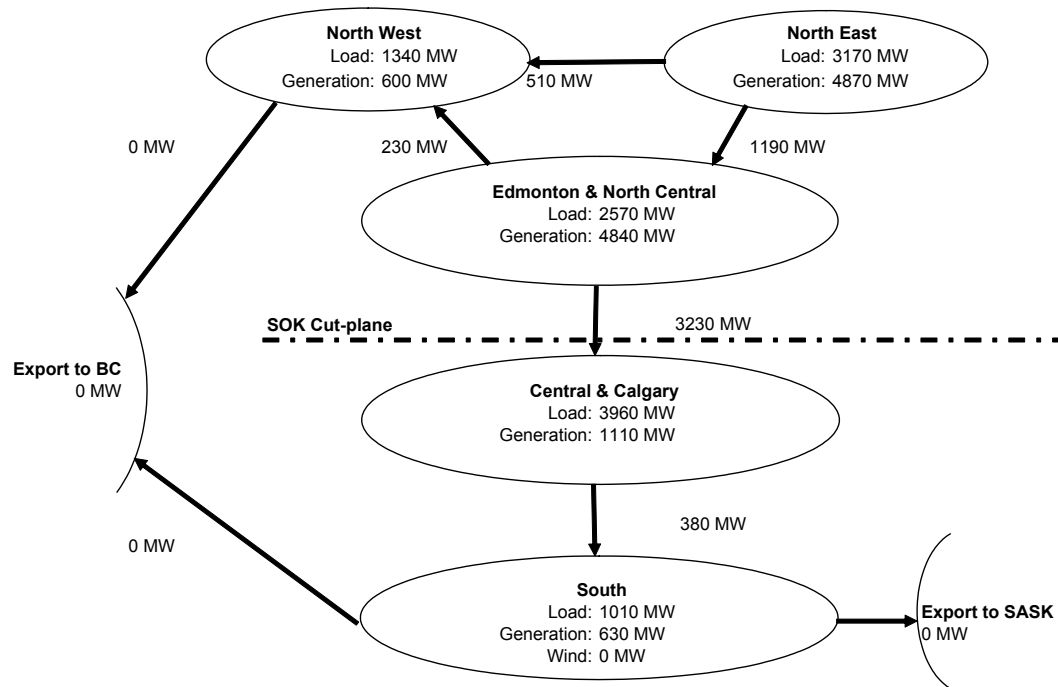 North West
Load: 1340 MW
Generation: 600 MW
North East
Load: 3170 MW
Generation: 4870 MW
510 MW
0 MW
230 MW
1190 MW
Edmonton & North Central
Load: 2570 MW
Generation: 4840 MW
SOK Cut-plane
3230 MW
Export to BC
0 MW
Central & Calgary
Load: 3960 MW
Generation: 1110 MW
380 MW
0 MW
South
Load: 1010 MW
Generation: 630 MW
Wind: 0 MW
Export to SASK
0 MW